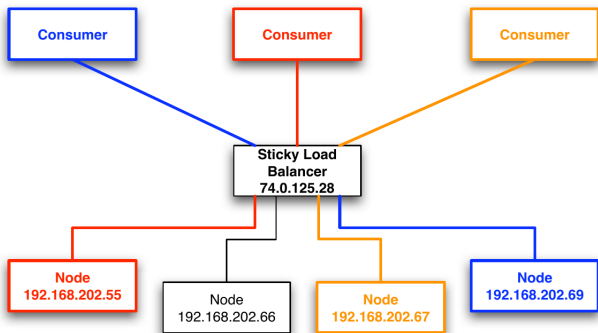 Consumer
Consumer
Consumer
Sticky Load
Balancer
74.0.125.28
Node
192.168.202.55
Node
192.168.202.66
Node
192.168.202.67
Node
192.168.202.69